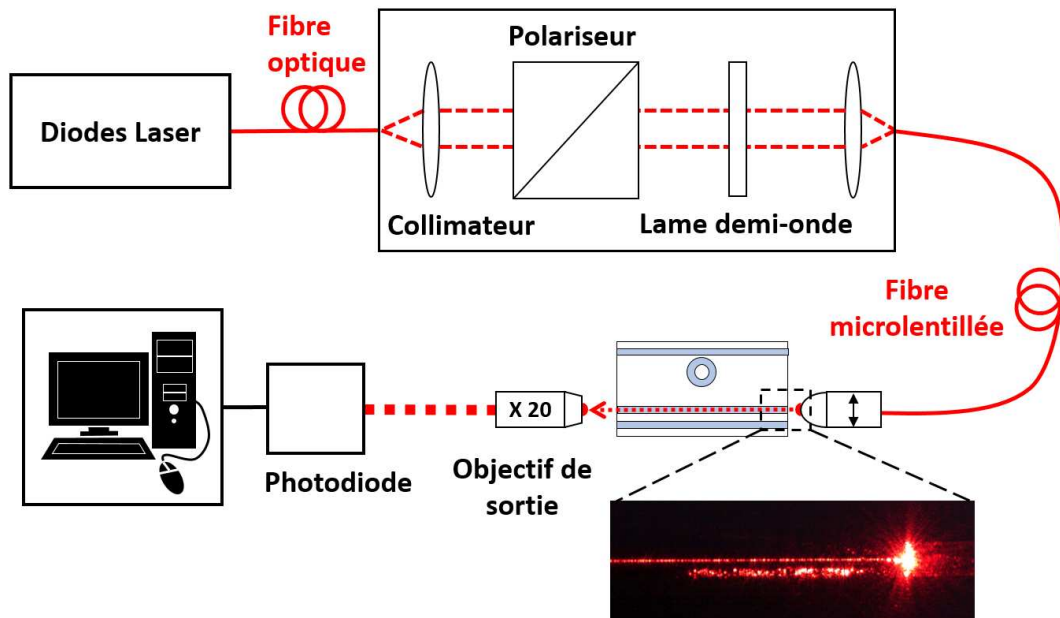 Fibre
optique
Polariseur
Diodes Laser
Collimateur
Lame demi-onde
Fibre
microlentillée
X 20
Photodiode
Objectif de
sortie